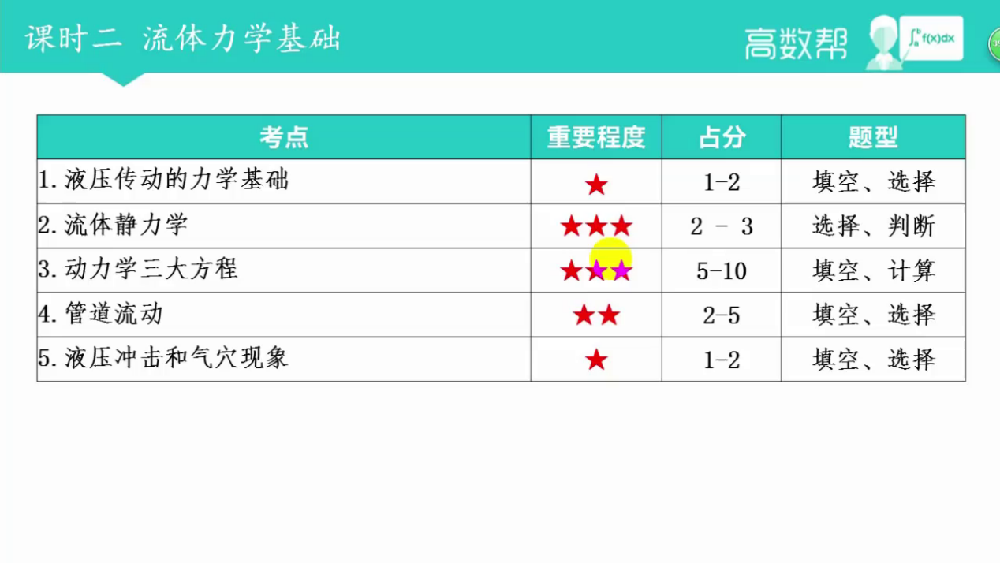 课时二 流体力学基础
高数帮
∫ₐᵇf(x)dx
39
考点 重要程度 占分 题型
1.液压传动的力学基础 ★ 1-2 填空、选择
2.流体静力学 ★★★ 2 - 3 选择、判断
3.动力学三大方程 ★★★ 5-10 填空、计算
4.管道流动 ★★ 2-5 填空、选择
5.液压冲击和气穴现象 ★ 1-2 填空、选择